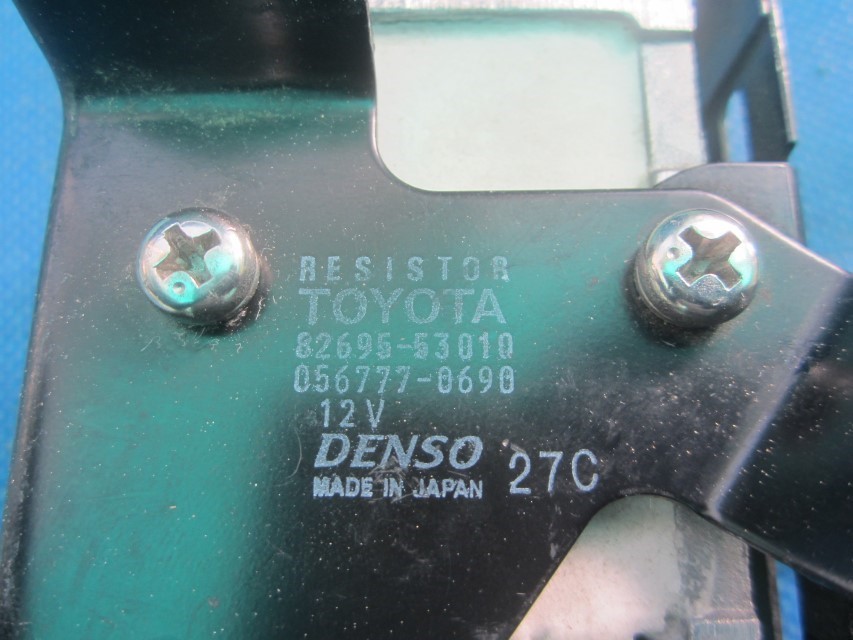 RESISTOR
TOYOTA
82695-53010
056777-0690
12V
DENSO 27C
MADE IN JAPAN